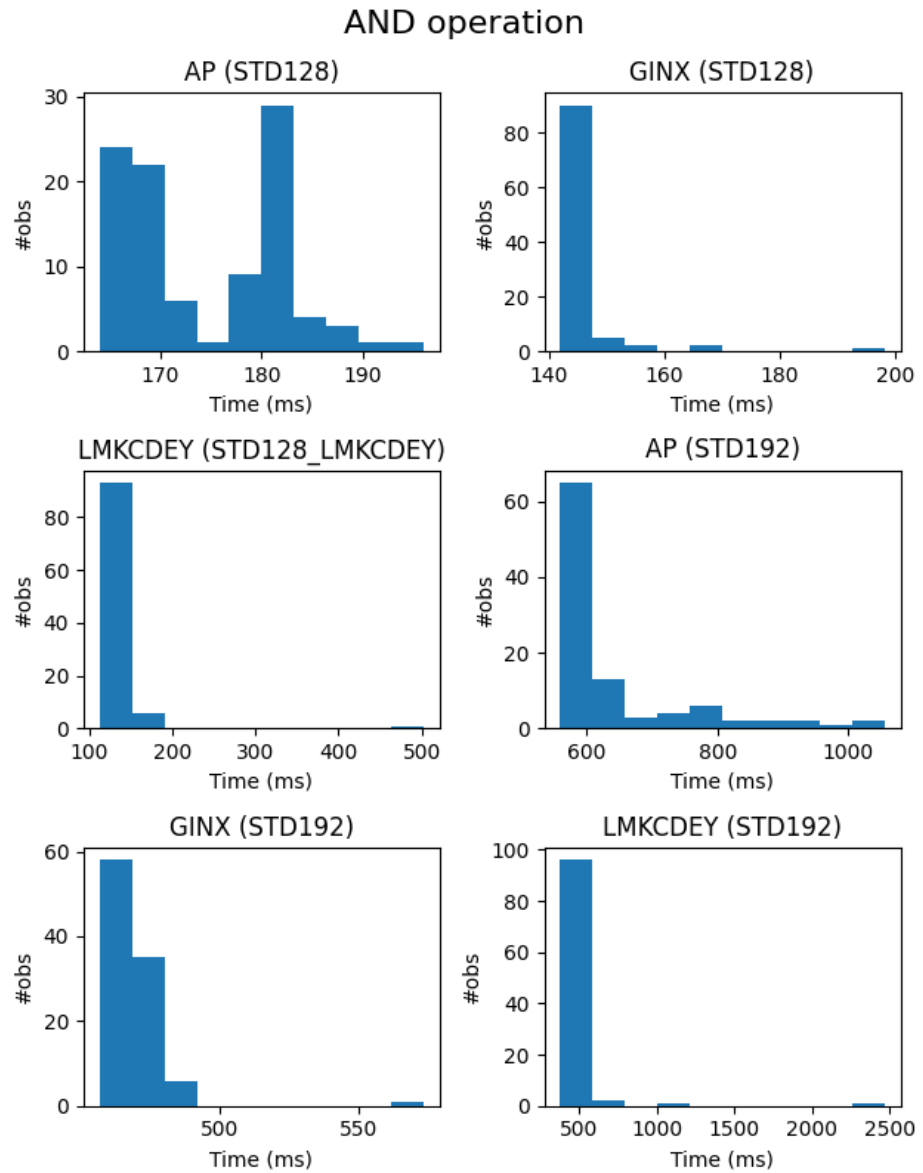 AND operation
AP (STD128)
30
20
10
0
#obs
170 180 190
Time (ms)
GINX (STD128)
80
60
40
20
0
#obs
140 160 180 200
Time (ms)
LMKCDEY (STD128_LMKCDEY)
80
60
40
20
0
#obs
100 200 300 400 500
Time (ms)
AP (STD192)
60
40
20
0
#obs
600 800 1000
Time (ms)
GINX (STD192)
60
40
20
0
#obs
500 550
Time (ms)
LMKCDEY (STD192)
100
80
60
40
20
0
#obs
500 1000 1500 2000 2500
Time (ms)